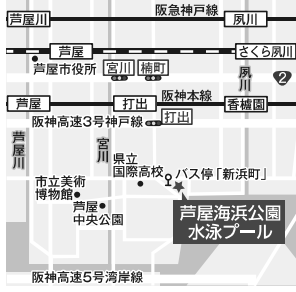 阪急神戸線
芦屋川
夙川
芦屋
さくら夙川
芦屋市役所
宮川
楠町
夙川
2
阪神本線
芦屋
打出
香櫨園
打出
阪神高速3号神戸線
芦屋川
宮川
県立
国際高校
バス停「新浜町」
市立美術
博物館
芦屋
中央公園
芦屋海浜公園
水泳プール
阪神高速5号湾岸線